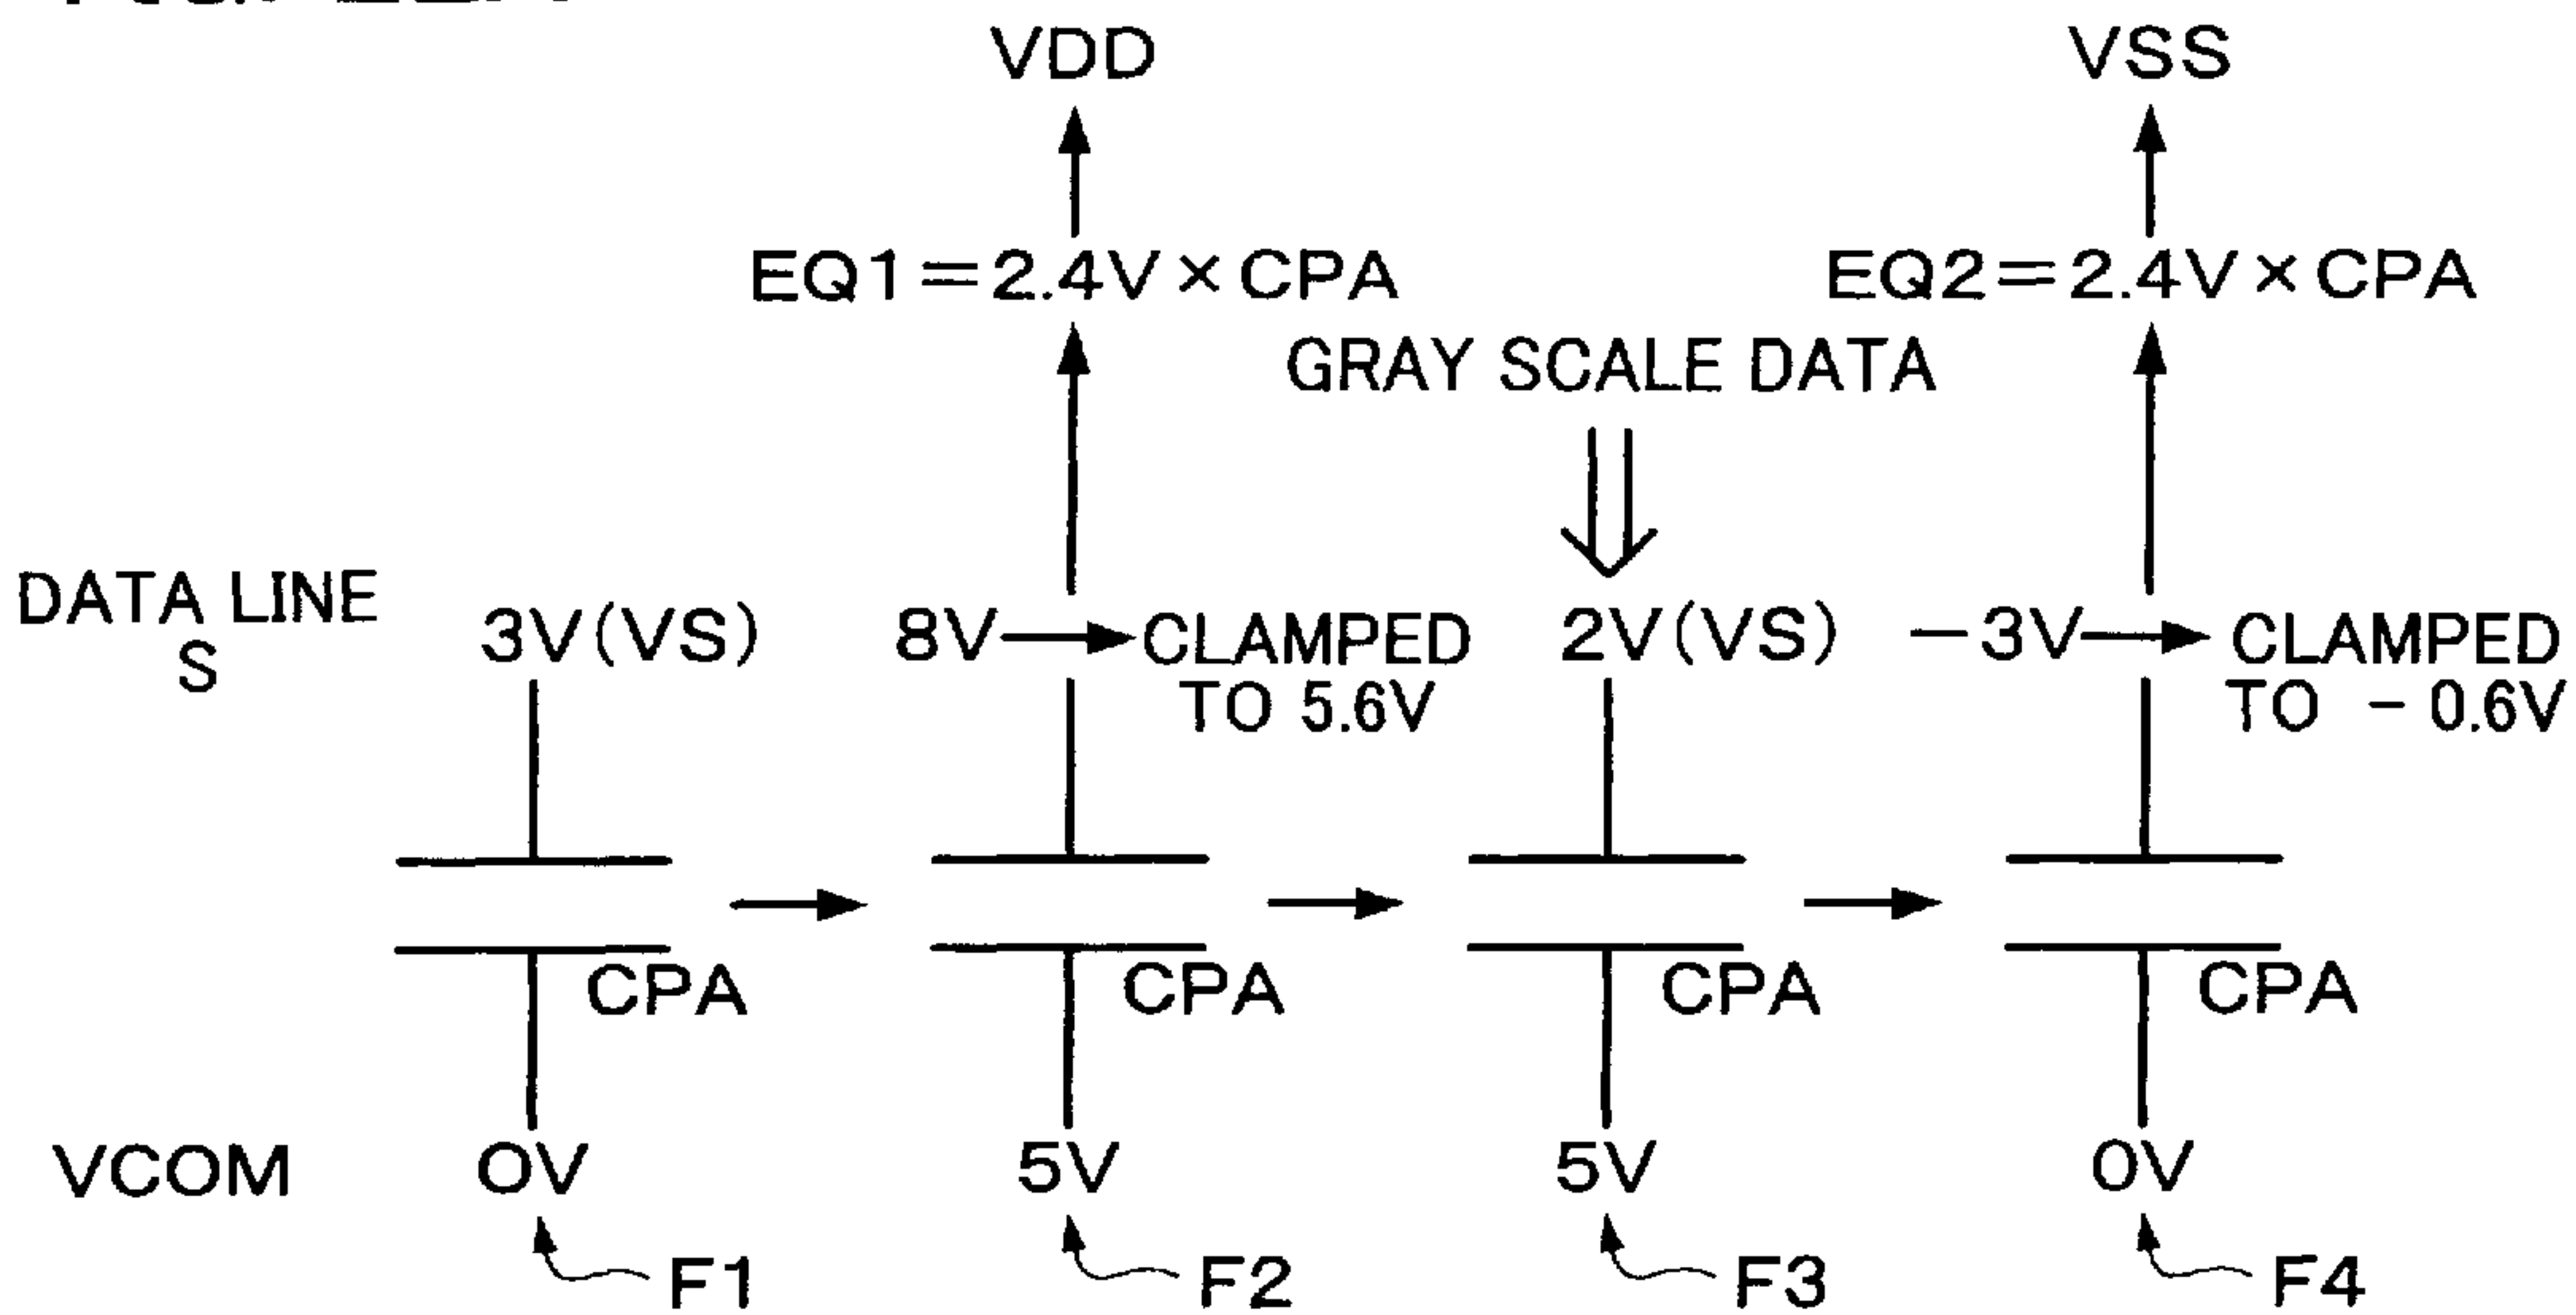 VDD
VSS
EQ1=2.4V×CPA
EQ2=2.4V×CPA
GRAY SCALE DATA
DATA LINE
S
3V(VS)
8V
CLAMPED
TO 5.6V
2V(VS)
-3V
CLAMPED
TO -0.6V
CPA
CPA
CPA
CPA
VCOM
0V
5V
5V
0V
F1
F2
F3
F4